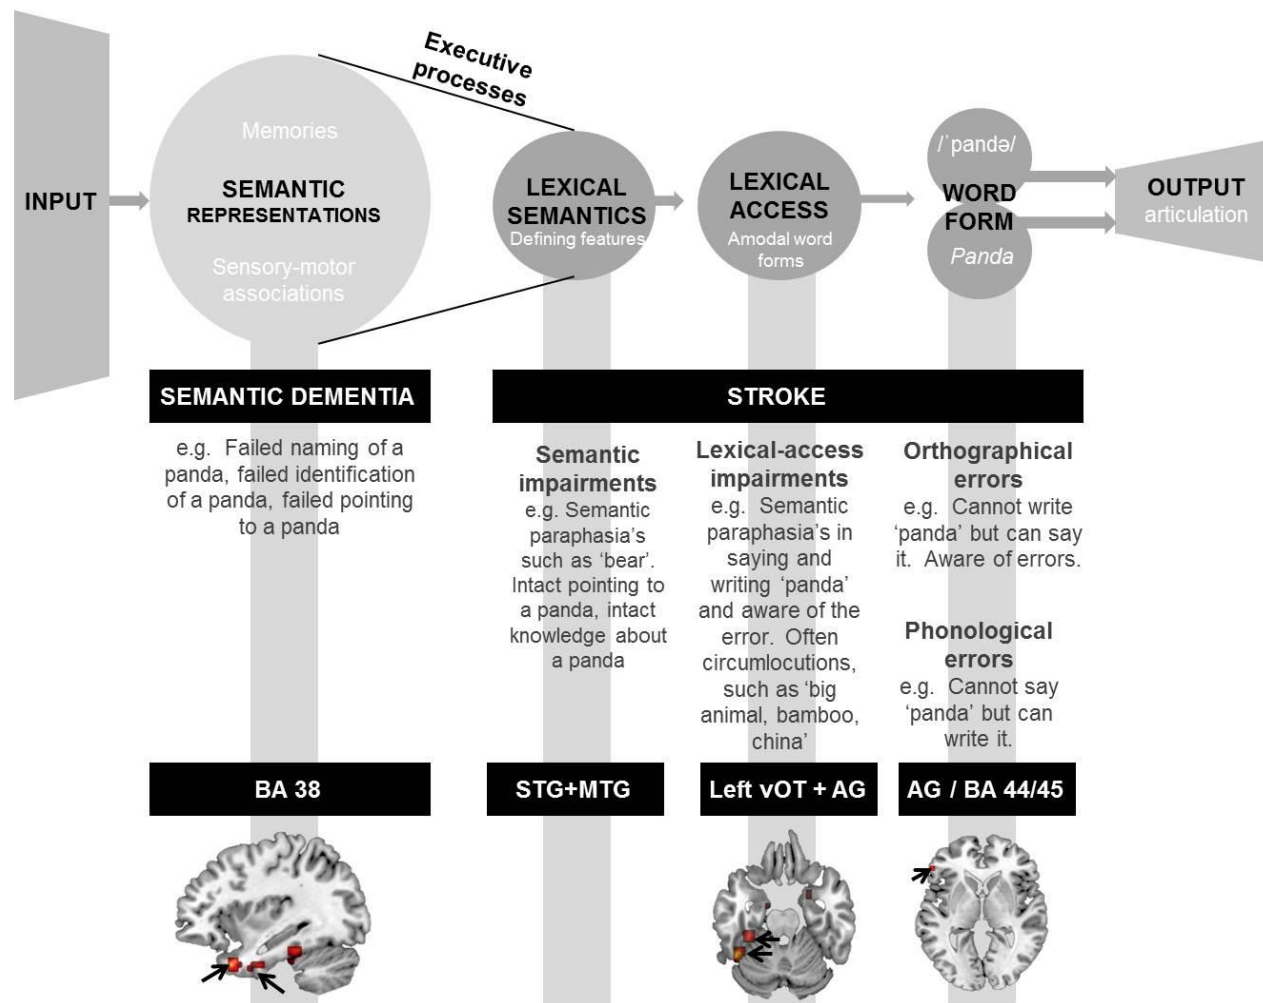 Executive
processes
INPUT
Memories
SEMANTIC
REPRESENTATIONS
Sensory-motor
associations
LEXICAL
SEMANTICS
Defining features
LEXICAL
ACCESS
Amodal word
forms
/ˈpandə/
WORD
FORM
Panda
OUTPUT
articulation
SEMANTIC DEMENTIA
e.g. Failed naming of a
panda, failed identification
of a panda, failed pointing
to a panda
STROKE
Semantic
impairments
e.g. Semantic
paraphasia's
such as 'bear'.
Intact pointing to
a panda, intact
knowledge about
a panda
Lexical-access
impairments
e.g. Semantic
paraphasia's in
saying and
writing 'panda'
and aware of the
error. Often
circumlocutions,
such as 'big
animal, bamboo,
china'
Orthographical
errors
e.g. Cannot write
'panda' but can say
it. Aware of errors.
Phonological
errors
e.g. Cannot say
'panda' but can
write it.
BA 38
STG+MTG
Left vOT + AG
AG / BA 44/45